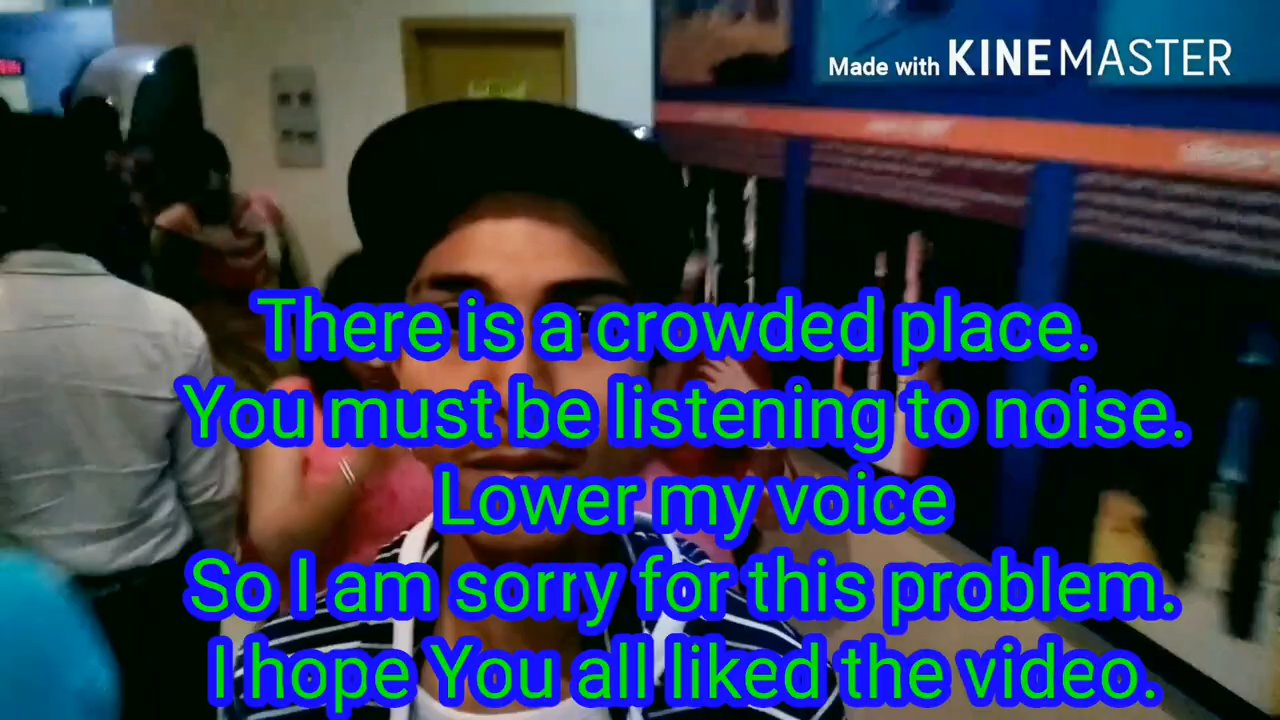 Made with KINEMASTER
There is a crowded place.
You must be listening to noise.
Lower my voice
So I am sorry for this problem.
I hope You all liked the video.